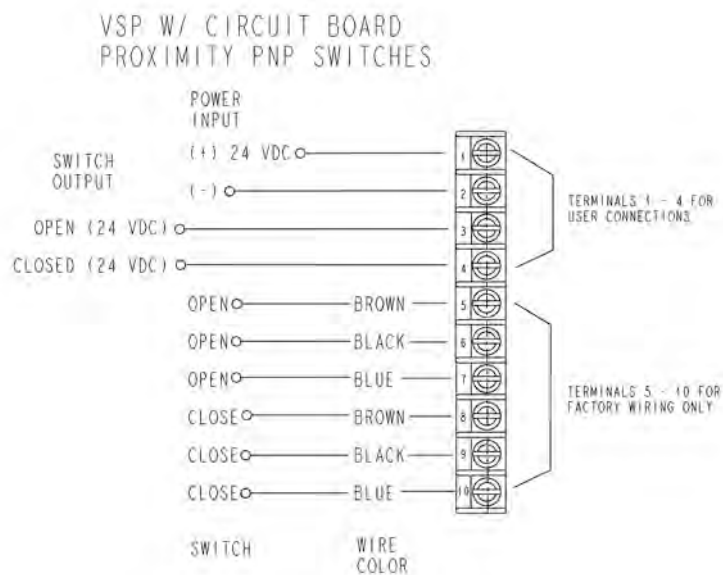 VSP W/ CIRCUIT BOARD
PROXIMITY PNP SWITCHES
POWER
INPUT
SWITCH
OUTPUT
(+) 24 VDC
1
(-)
2
OPEN (24 VDC)
3
CLOSED (24 VDC)
4
TERMINALS 1 - 4 FOR
USER CONNECTIONS
OPEN BROWN 5
OPEN BLACK 6
OPEN BLUE 7
CLOSE BROWN 8
CLOSE BLACK 9
CLOSE BLUE 10
TERMINALS 5 - 10 FOR
FACTORY WIRING ONLY
SWITCH
WIRE
COLOR